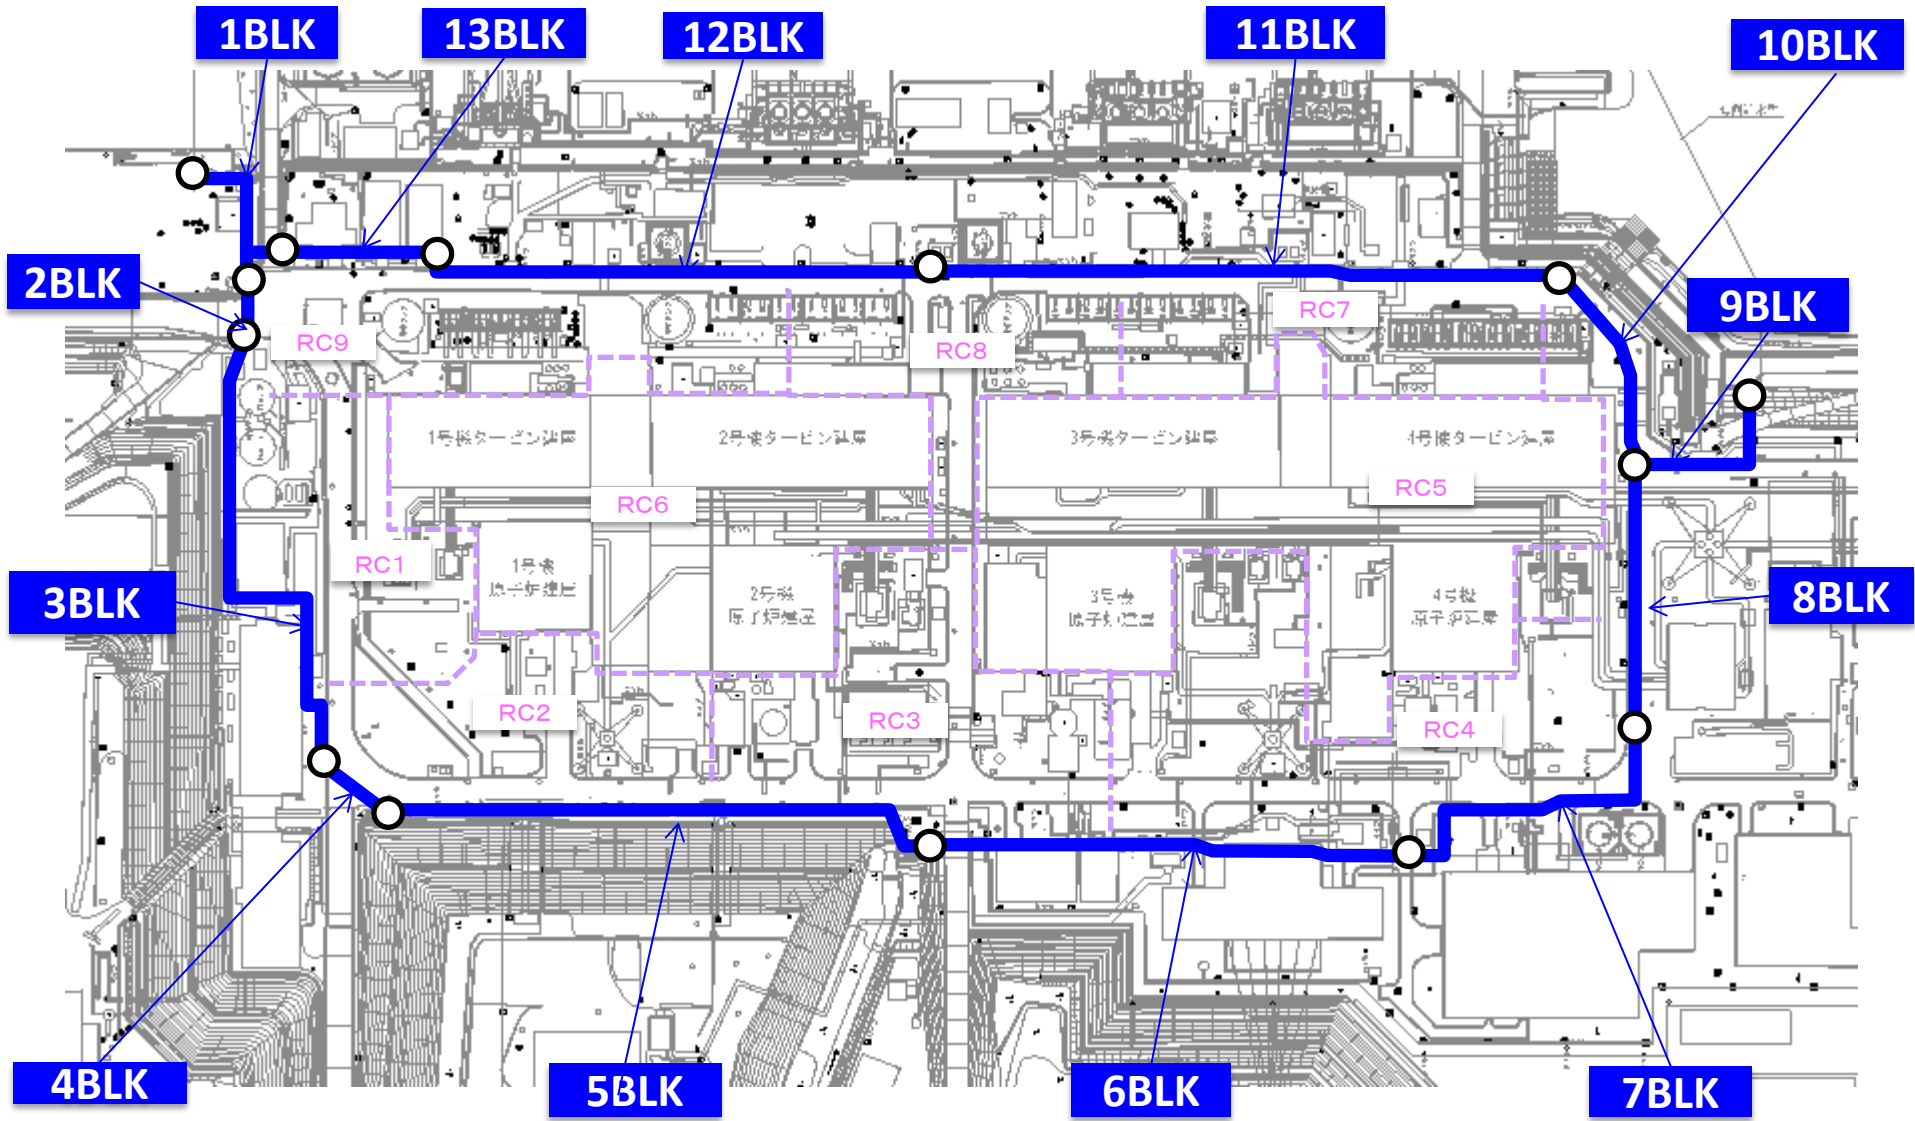 1BLK
13BLK
12BLK
11BLK
10BLK
2BLK
9BLK
RC9
RC8
RC7
1号機タービン建屋
2号機タービン建屋
3号機タービン建屋
4号機タービン建屋
RC6
RC5
RC1
1号機
原子炉建屋
2号機
原子炉建屋
3号機
原子炉建屋
4号機
原子炉建屋
3BLK
8BLK
RC2
RC3
RC4
4BLK
5BLK
6BLK
7BLK